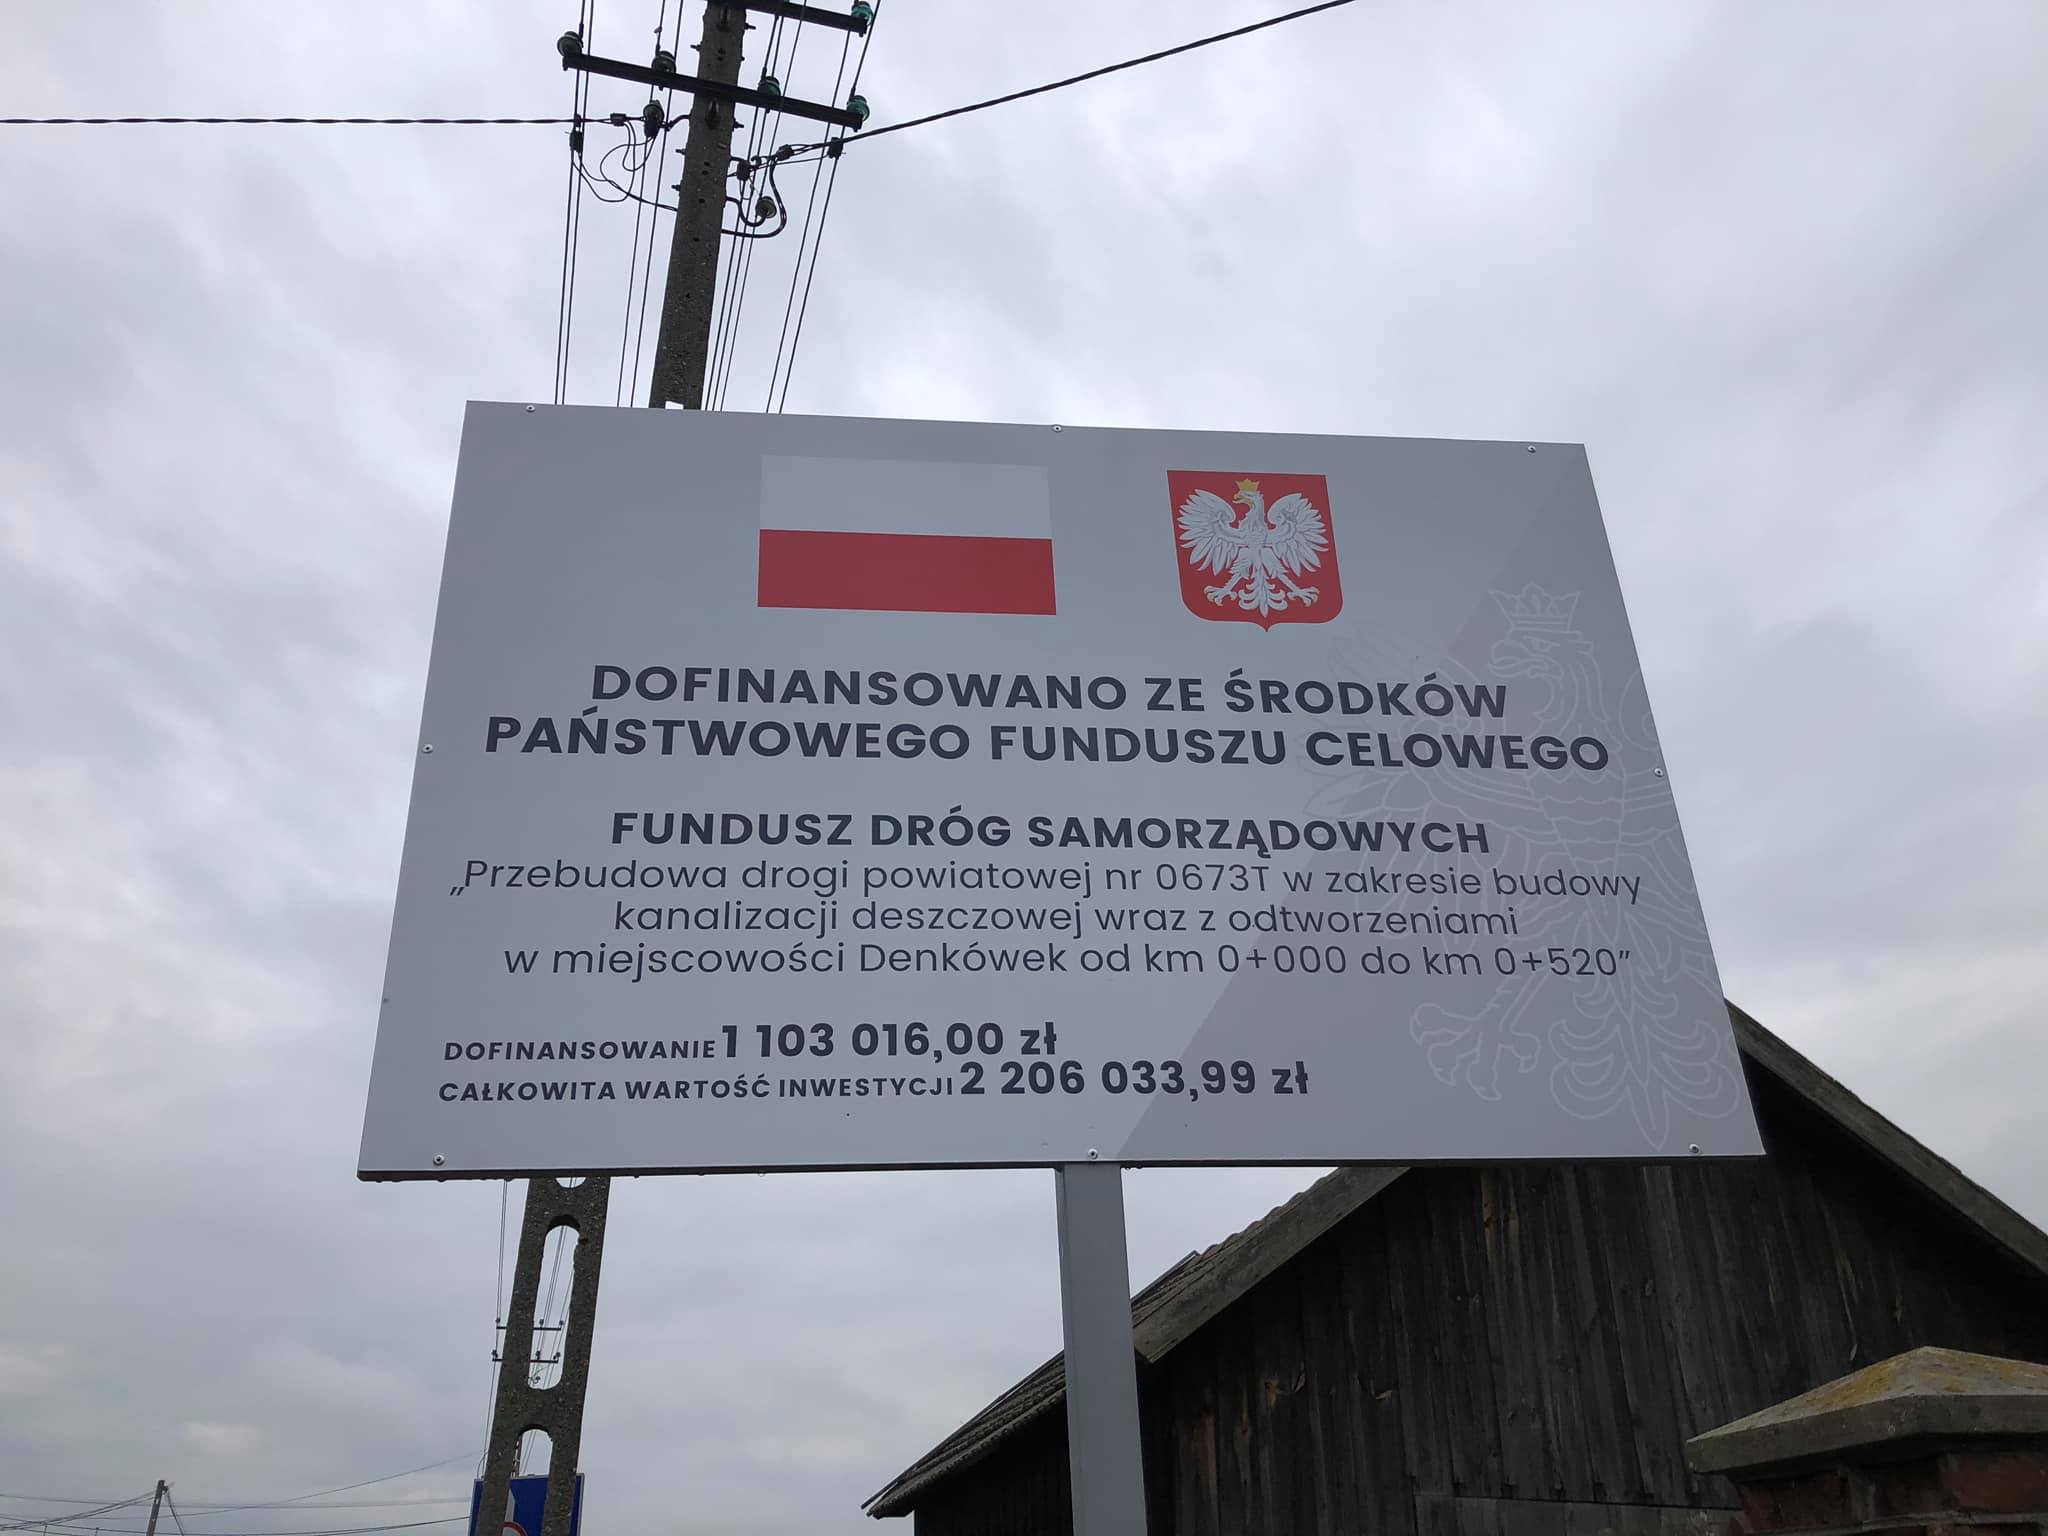 DOFINANSOWANO ZE ŚRODKÓW
PAŃSTWOWEGO FUNDUSZU CELOWEGO
FUNDUSZ DRÓG SAMORZĄDOWYCH
„Przebudowa drogi powiatowej nr 0673T w zakresie budowy
kanalizacji deszczowej wraz z odtworzeniami
w miejscowości Denkówek od km 0+000 do km 0+520”
DOFINANSOWANIE 1 103 016,00 zł
CAŁKOWITA WARTOŚĆ INWESTYCJI 2 206 033,99 zł